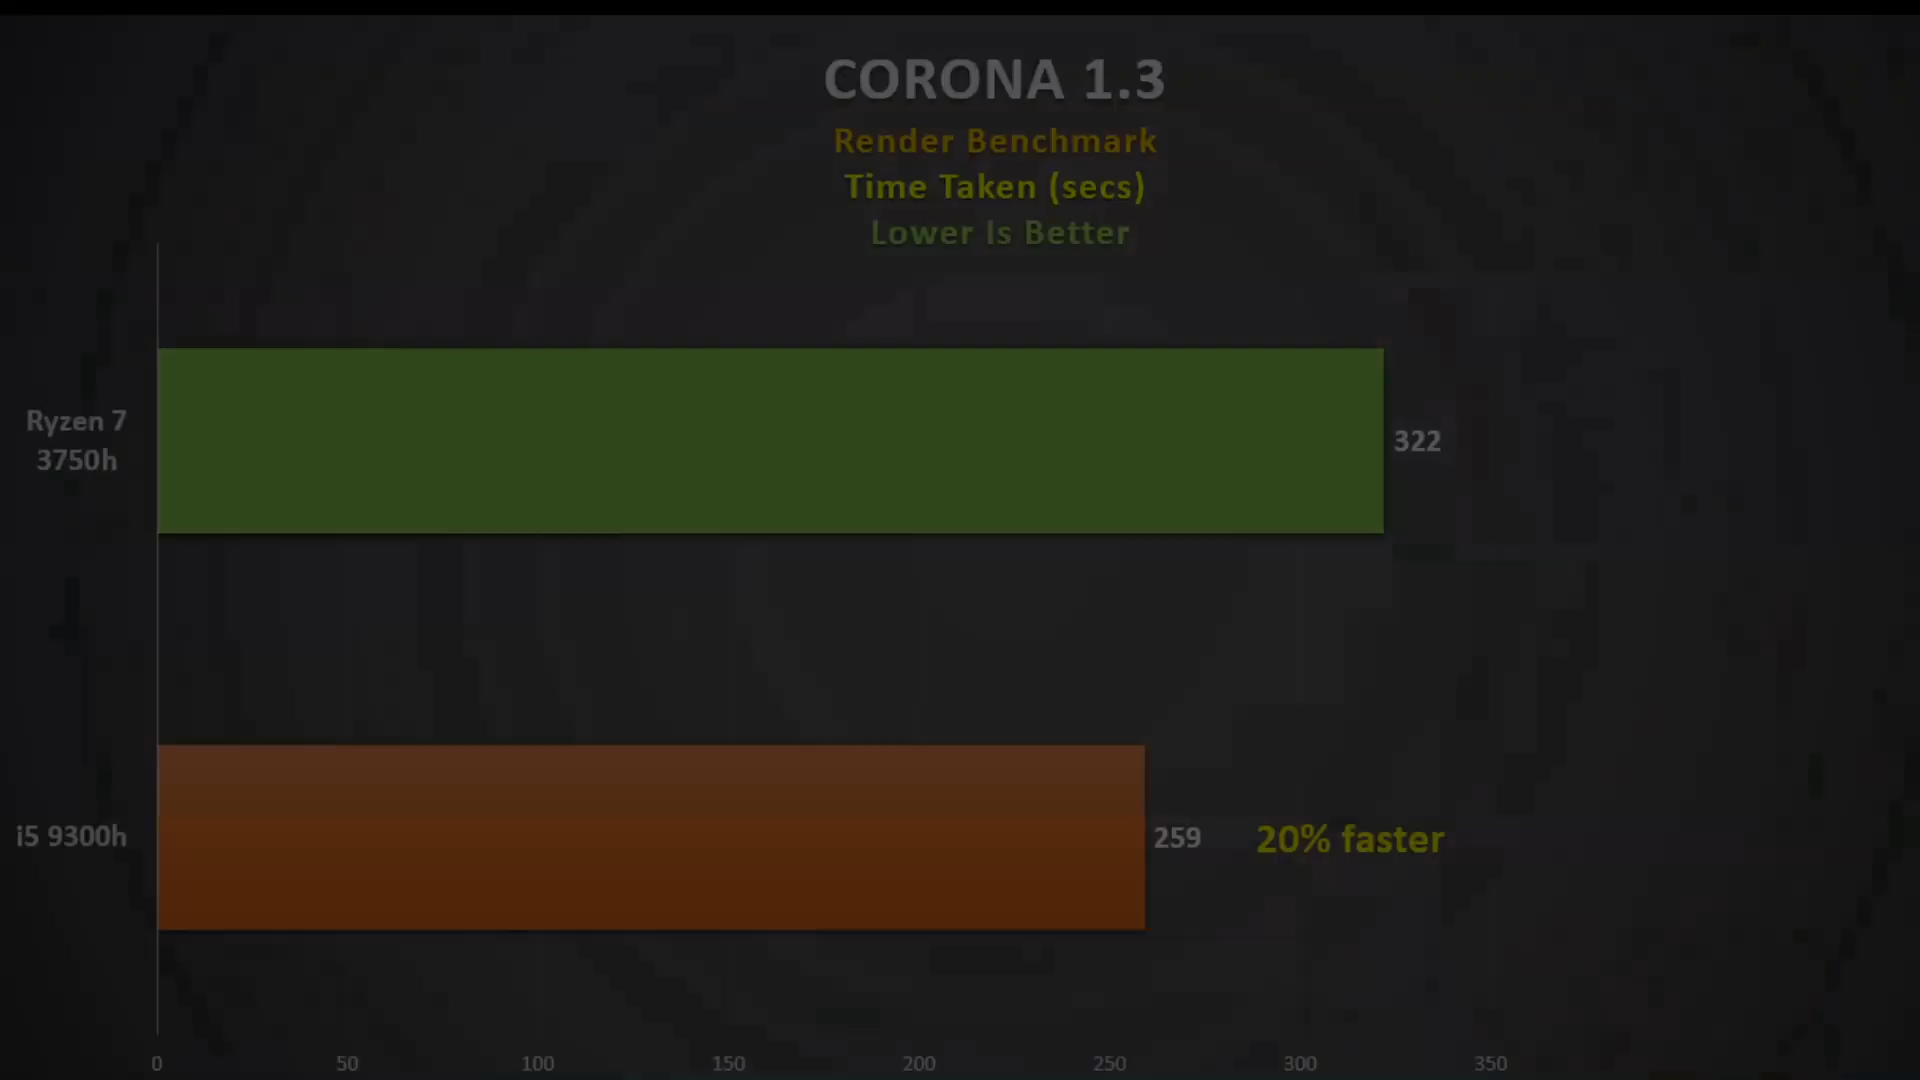 CORONA 1.3
Render Benchmark
Time Taken (secs)
Lower Is Better
Ryzen 7
3750h
322
i5 9300h
259
20% faster
0 50 100 150 200 250 300 350